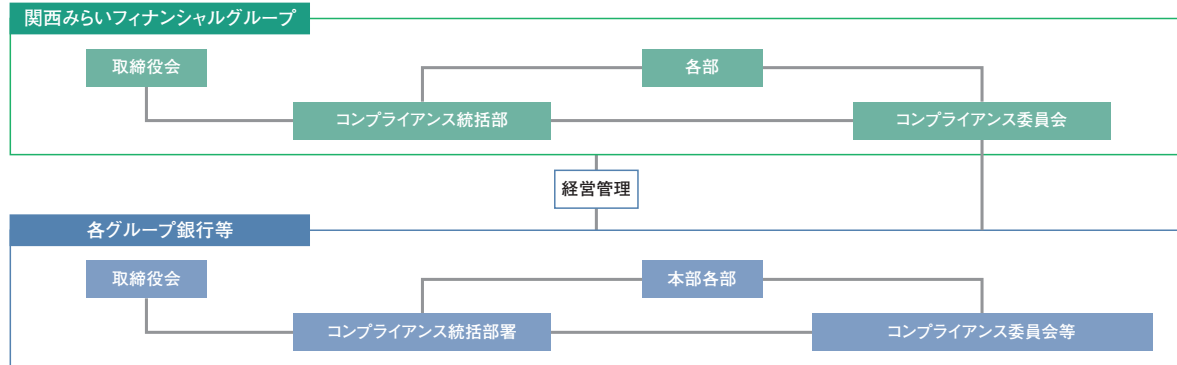 関西みらいフィナンシャルグループ
取締役会
各部
コンプライアンス統括部
コンプライアンス委員会
経営管理
各グループ銀行等
取締役会
本部各部
コンプライアンス統括部署
コンプライアンス委員会等